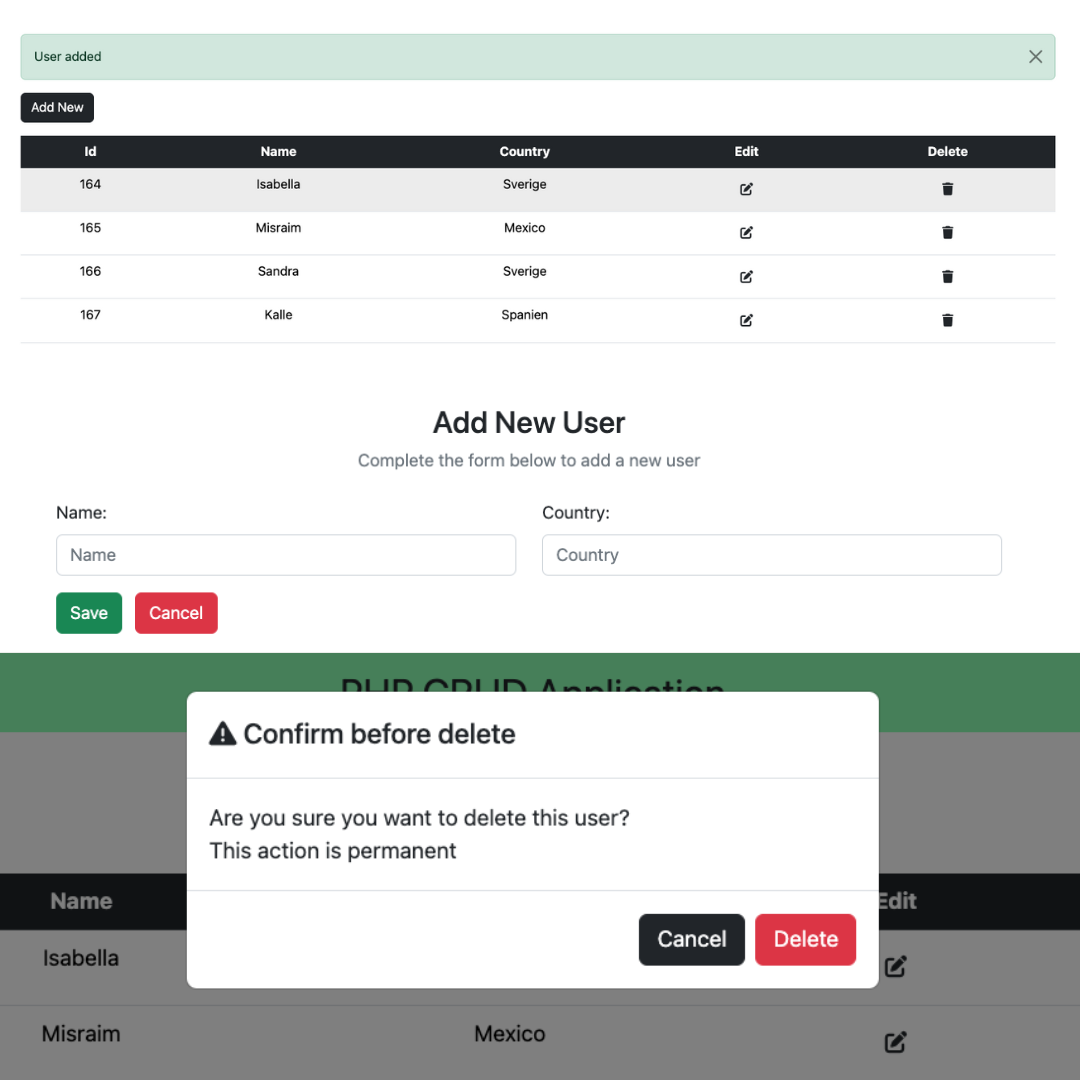 User added
Add New
Id Name Country Edit Delete
164 Isabella Sverige
165 Misraim Mexico
166 Sandra Sverige
167 Kalle Spanien
Add New User
Complete the form below to add a new user
Name: Country:
Name Country
Save Cancel
PHP CRUD Application
Confirm before delete
Are you sure you want to delete this user?
This action is permanent
Cancel Delete
Name Edit
Isabella
Misraim Mexico